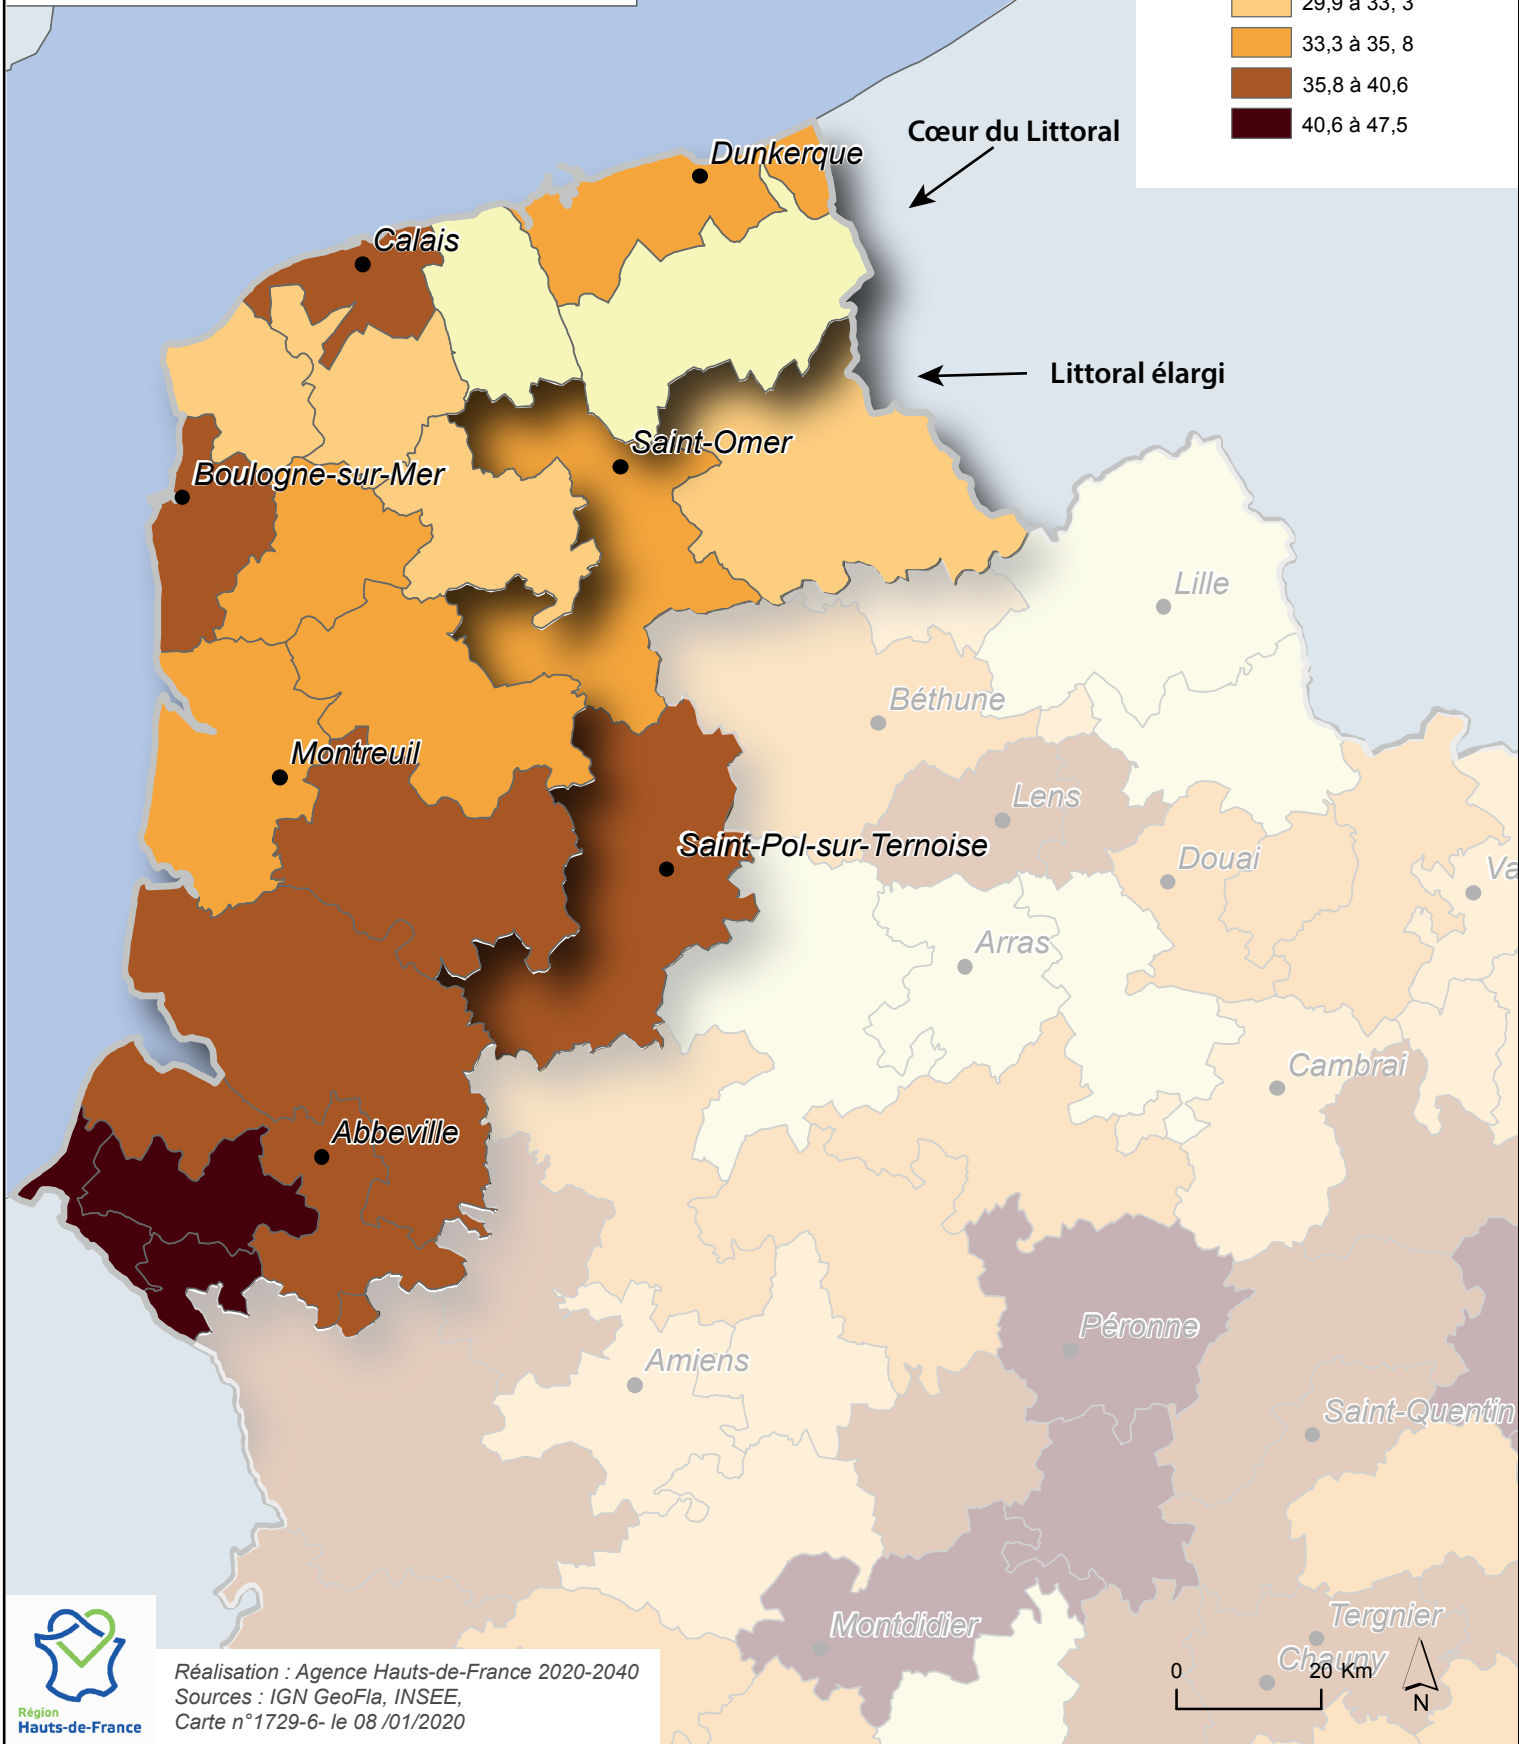 29,9 à 33, 3
33,3 à 35, 8
35,8 à 40,6
40,6 à 47,5
Cœur du Littoral
Dunkerque
Calais
Littoral élargi
Saint-Omer
Boulogne-sur-Mer
Lille
Béthune
Montreuil
Lens
Saint-Pol-sur-Ternoise
Douai
Va
Arras
Cambrai
Abbeville
Péronne
Amiens
Saint-Quentin
Montdidier
Tergnier
Chauny
0
20 Km
N
Réalisation : Agence Hauts-de-France 2020-2040
Sources : IGN GeoFla, INSEE,
Carte n°1729-6- le 08 /01/2020
Région
Hauts-de-France